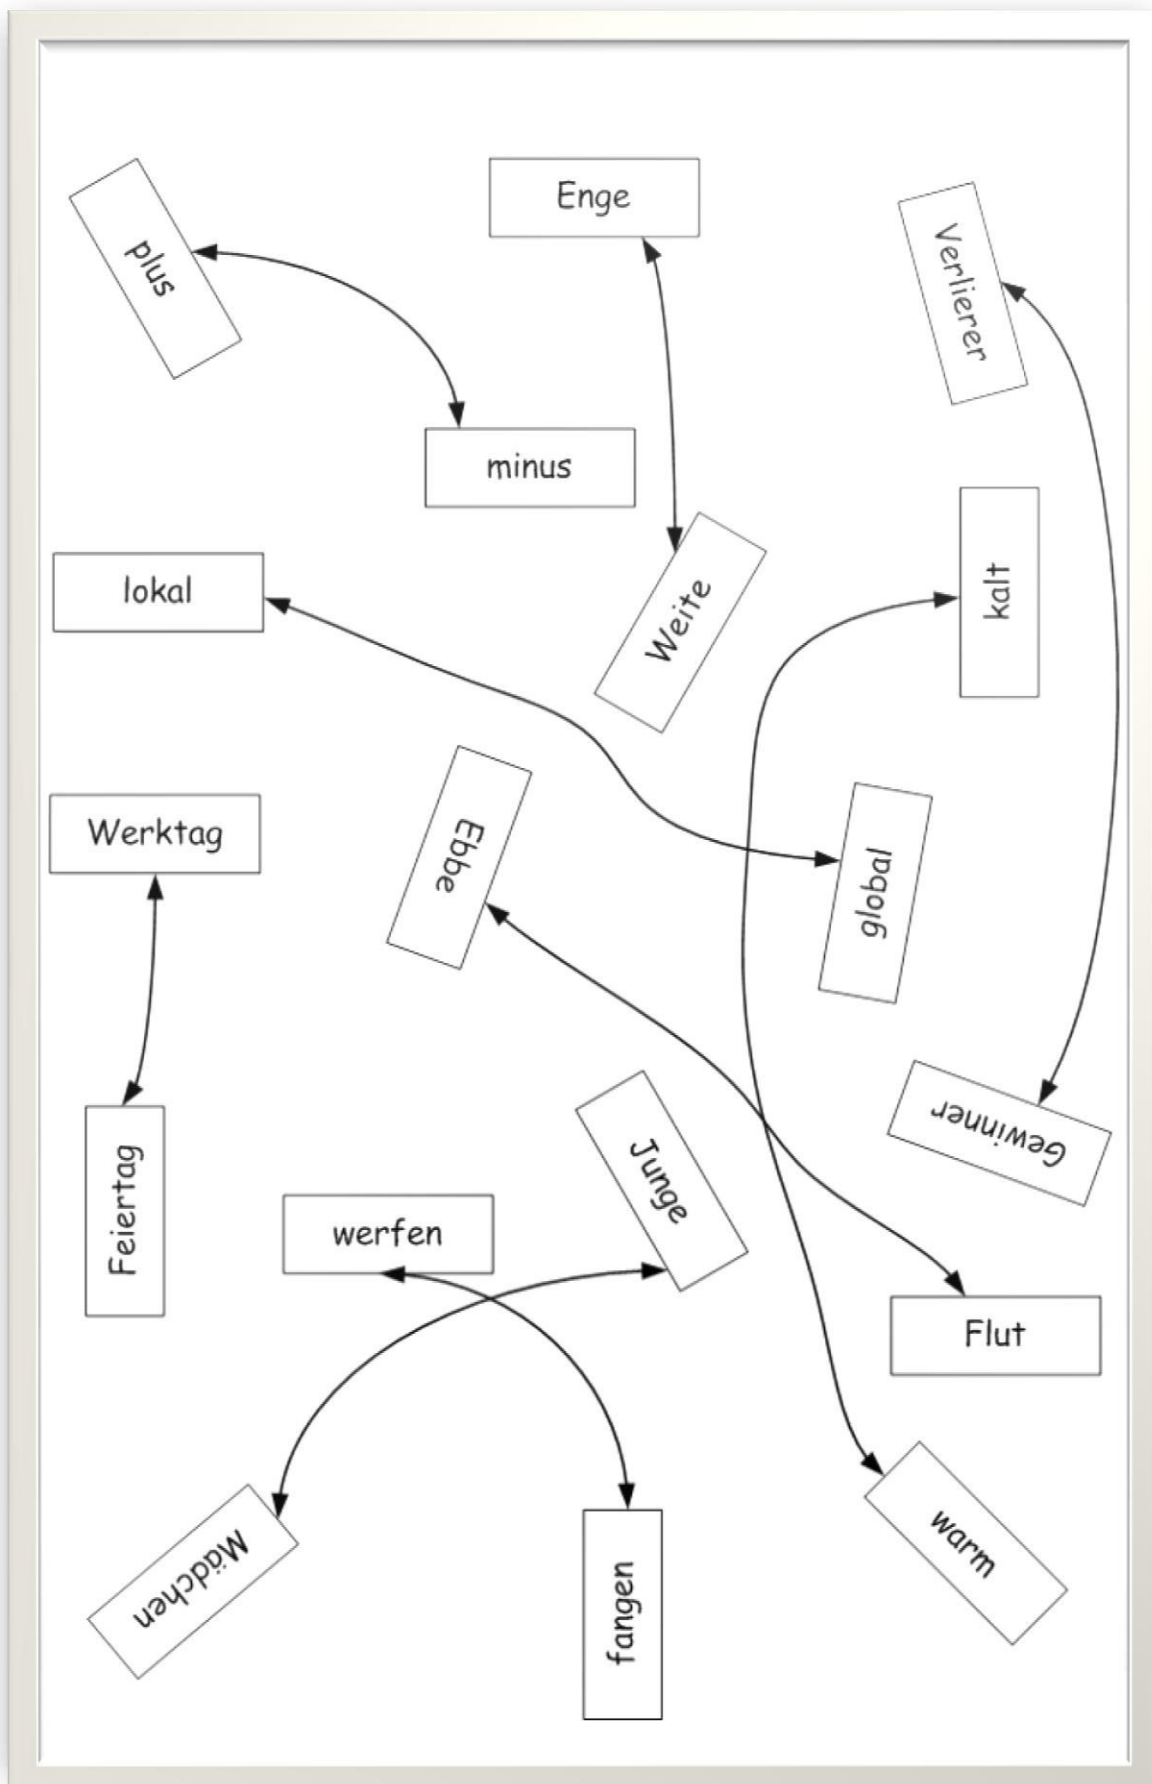 plus
Enge
Verlierer
minus
lokal
Weite
kalt
Werktag
Ebbe
global
Gewinner
Feiertag
werfen
Junge
Flut
Mädchen
fangen
warm